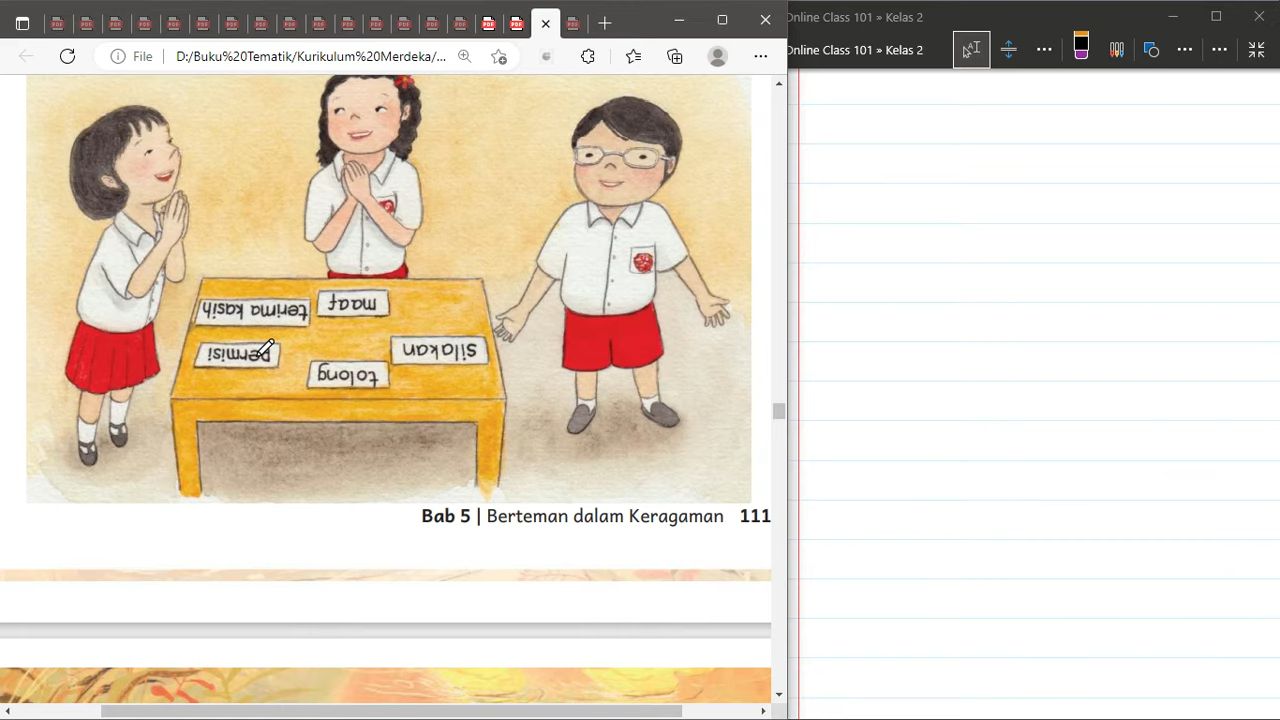 File
D:/Buku%20Tematik/Kurikulum%20Merdeka/...
Online Class 101 » Kelas 2
Online Class 101 » Kelas 2
terima kasih
maaf
permisi
tolong
silakan
Bab 5 | Berteman dalam Keragaman 111